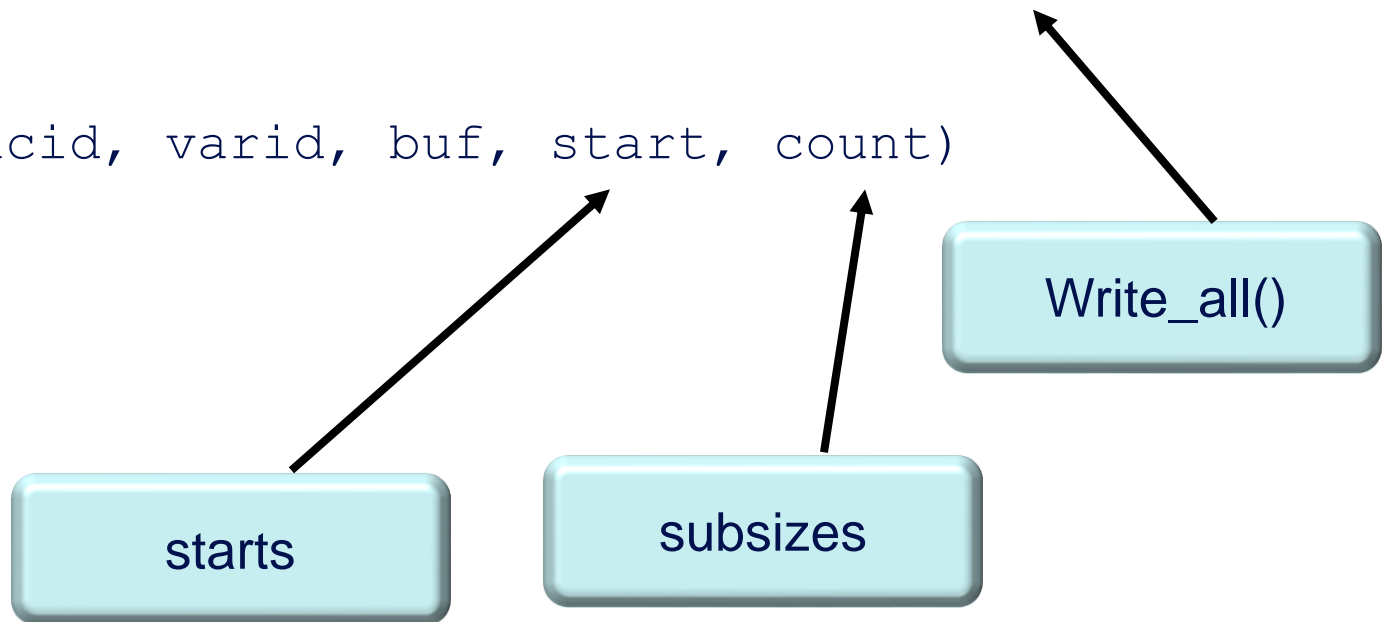 cid, varid, buf, start, count)
Write_all()
subsizes
starts